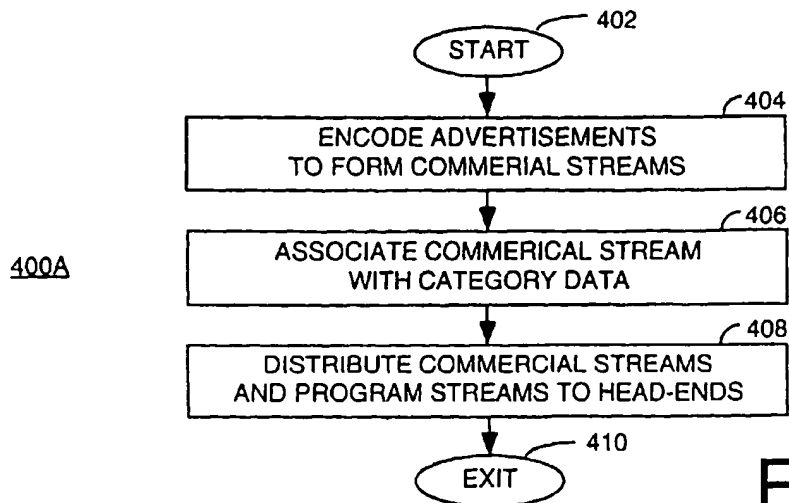 402
START
404
ENCODE ADVERTISEMENTS
TO FORM COMMERIAL STREAMS
406
ASSOCIATE COMMERICAL STREAM
WITH CATEGORY DATA
400A
408
DISTRIBUTE COMMERCIAL STREAMS
AND PROGRAM STREAMS TO HEAD-ENDS
410
EXIT